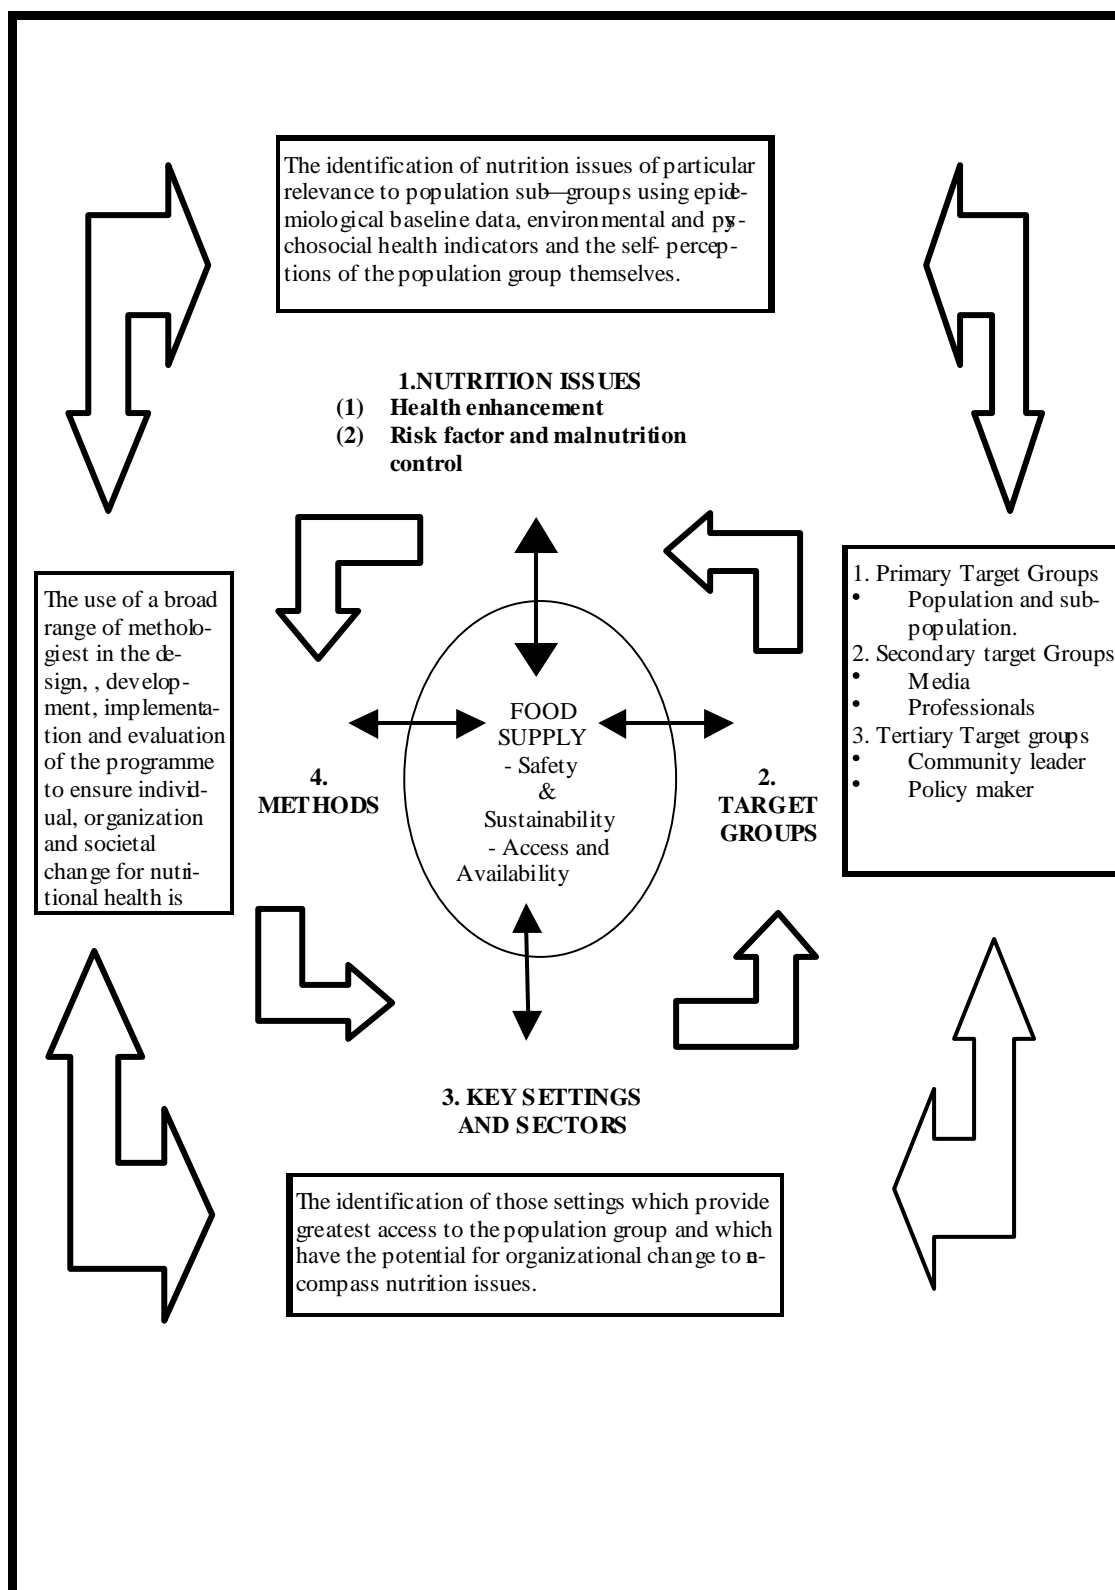 The identification of nutrition issues of particular
relevance to population sub—groups using epide-
miological baseline data, environmental and psy-
chosocial health indicators and the self- percep-
tions of the population group themselves.
1.NUTRITION ISSUES
(1) Health enhancement
(2) Risk factor and malnutrition
control
The use of a broad
range of metholo-
giest in the de-
sign, , develop-
ment, implementa-
tion and evaluation
of the programme
to ensure individ-
ual, organization
and societal
change for nutri-
tional health is
4.
METHODS
FOOD
SUPPLY
- Safety
&
Sustainability
- Access and
Availability
2.
TARGET
GROUPS
1. Primary Target Groups
• Population and sub-
population.
2. Secondary target Groups
• Media
• Professionals
3. Tertiary Target groups
• Community leader
• Policy maker
3. KEY SETTINGS
AND SECTORS
The identification of those settings which provide
greatest access to the population group and which
have the potential for organizational change to en-
compass nutrition issues.